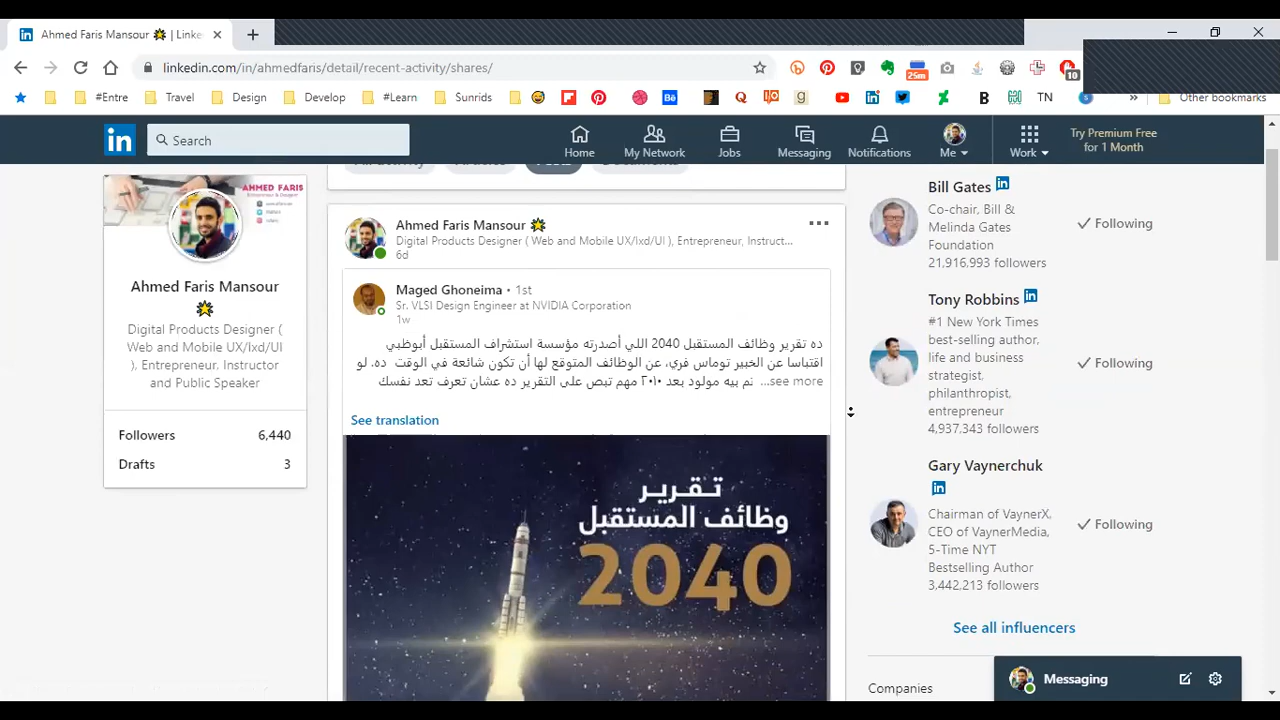 Ahmed Faris Mansour | Linke
linkedin.com/in/ahmedfaris/detail/recent-activity/shares/
25m
10
#Entre
Travel
Design
Develop
#Learn
Sunrids
TN
Other bookmarks
Search
Home
My Network
Jobs
Messaging
Notifications
Me
Work
Try Premium Free
for 1 Month
AHMED FARIS
Ahmed Faris Mansour
Digital Products Designer (
Web and Mobile UX/Ixd/UI
), Entrepreneur, Instructor
and Public Speaker
Followers 6,440
Drafts 3
Ahmed Faris Mansour
Digital Products Designer ( Web and Mobile UX/Ixd/UI ), Entrepreneur, Instruct...
6d
Maged Ghoneima • 1st
Sr. VLSI Design Engineer at NVIDIA Corporation
1w
ده تقرير وظائف المستقبل 2040 اللي أصدرته مؤسسة استشراف المستقبل أبوظبي
اقتباسا عن الخبير توماس فري، عن الوظائف المتوقع لها أن تكون شائعة في الوقت ده. لو
نم بيه مولود بعد ٢٠١٠ مهم تبص على التقرير ده عشان تعرف تعد نفسك ...see more
See translation
تقرير
وظائف المستقبل
2040
Bill Gates
Co-chair, Bill &
Melinda Gates
Foundation
21,916,993 followers
Following
Tony Robbins
#1 New York Times
best-selling author,
life and business
strategist,
philanthropist,
entrepreneur
4,937,343 followers
Following
Gary Vaynerchuk
Chairman of VaynerX,
CEO of VaynerMedia,
5-Time NYT
Bestselling Author
3,442,213 followers
Following
See all influencers
Companies
Messaging